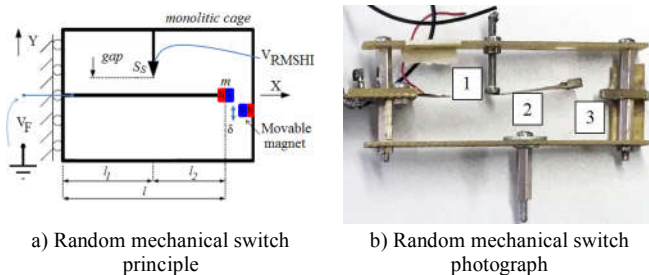 monolitic cage
Y
gap
S_S
V_RMSHI
m
X
δ
Movable
magnet
V_F
l_1
l_2
l
1
2
3
a) Random mechanical switch
principle
b) Random mechanical switch
photograph